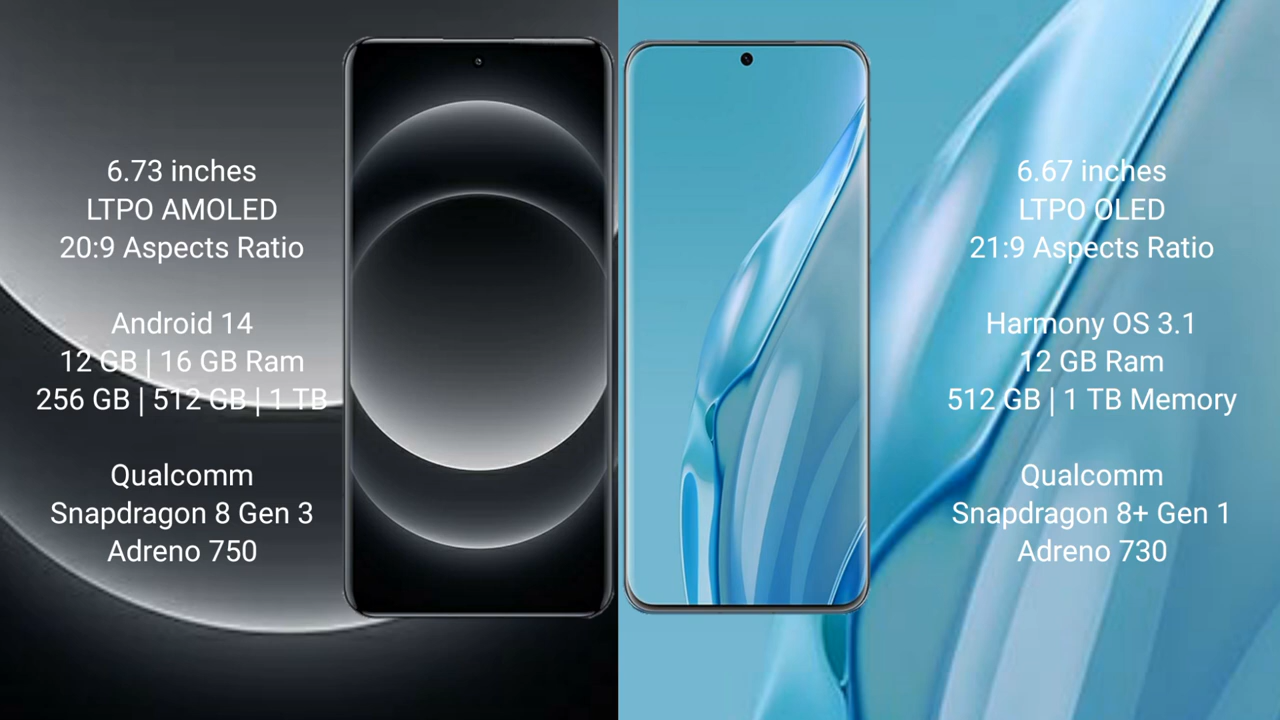 6.73 inches
LTPO AMOLED
20:9 Aspects Ratio
Android 14
12 GB | 16 GB Ram
256 GB | 512 GB | 1 TB
Qualcomm
Snapdragon 8 Gen 3
Adreno 750
6.67 inches
LTPO OLED
21:9 Aspects Ratio
Harmony OS 3.1
12 GB Ram
512 GB | 1 TB Memory
Qualcomm
Snapdragon 8+ Gen 1
Adreno 730